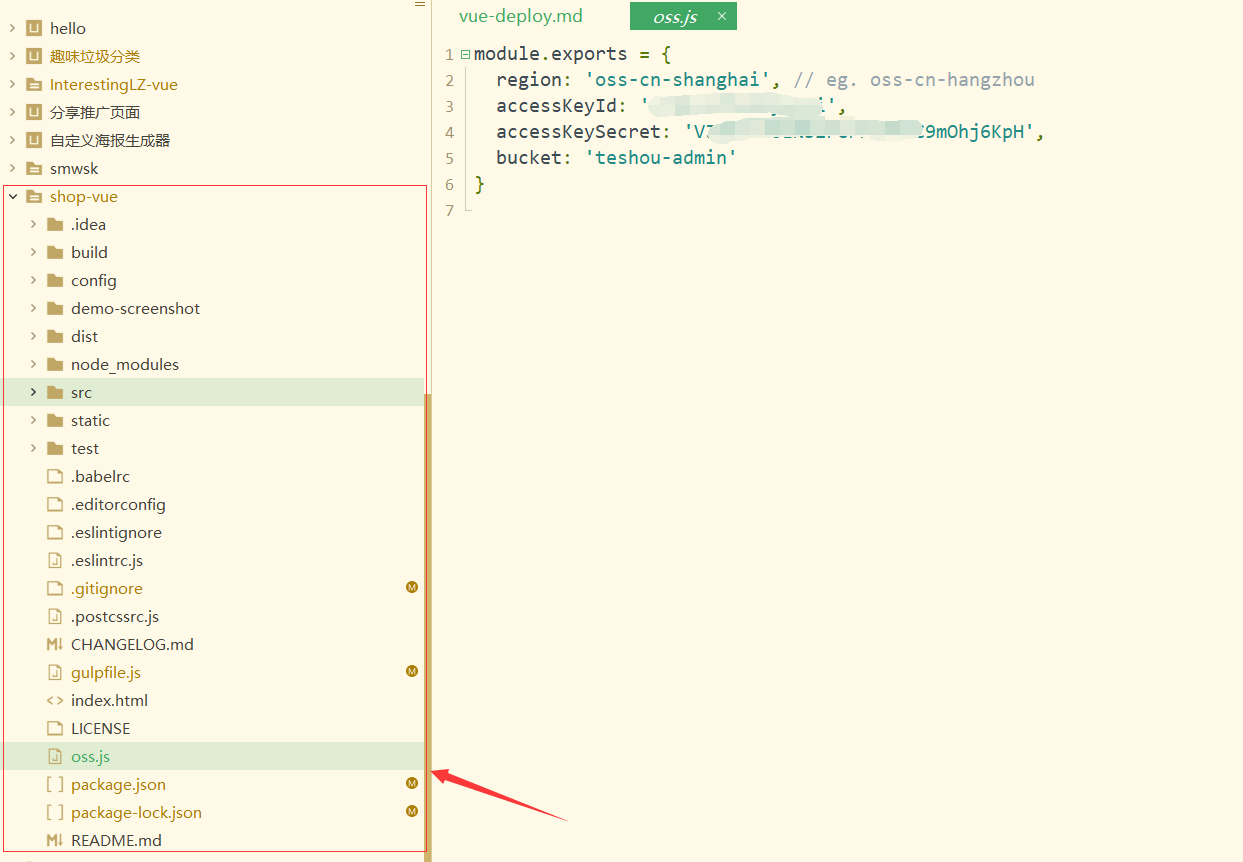 hello
趣味垃圾分类
InterestingLZ-vue
分享推广页面
自定义海报生成器
smwsk
shop-vue
.idea
build
config
demo-screenshot
dist
node_modules
src
static
test
.babelrc
.editorconfig
.eslintignore
.eslintrc.js
.gitignore M
.postcssrc.js
CHANGELOG.md
gulpfile.js M
index.html
LICENSE
oss.js
package.json M
package-lock.json M
README.md
vue-deploy.md oss.js ×
1 module.exports = {
2 region: 'oss-cn-shanghai', // eg. oss-cn-hangzhou
3 accessKeyId: '',
4 accessKeySecret: 'V 9mOhj6KpH',
5 bucket: 'teshou-admin'
6 }
7